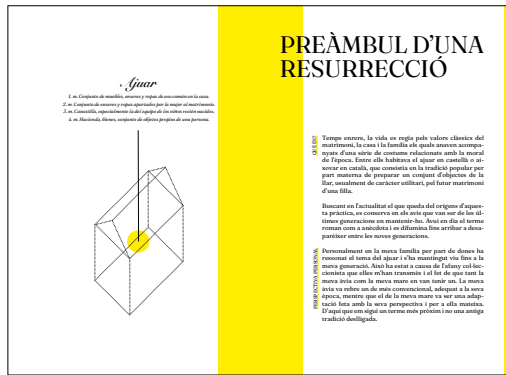 Ajuar
1. m. Conjunto de muebles, enseres y ropas de uso común en la casa.
2. m. Conjunto de enseres y ropas aportados por la mujer al matrimonio.
3. m. Canastilla, especialmente la del equipo de los niños recién nacidos.
4. m. Hacienda, bienes, conjunto de objetos propios de una persona.
PREÀMBUL D'UNA
RESURRECCIÓ
QUÈ ÉS?
Temps enrere, la vida es regia pels valors clàssics del
matrimoni, la casa i la família els quals anaven acompa-
nyats d'una sèrie de costums relacionats amb la moral
de l'època. Entre ells habitava el ajuar en castellà o ai-
xovar en català, que consistia en la tradició popular per
part materna de preparar un conjunt d'objectes de la
llar, usualment de caràcter utilitari, pel futur matrimoni
d'una filla.
Buscant en l'actualitat el que queda del orígens d'aques-
ta pràctica, es conserva en els avis que van ser de les úl-
times generacions en mantenir-ho. Avui en dia el terme
roman com a anècdota i es difumina fins arribar a desa-
parèixer entre les noves generacions.
PERSPECTIVA PERSONAL
Personalment en la meva família per part de dones ha
ressonat el tema del ajuar i s'ha mantingut viu fins a la
meva generació. Això ha estat a causa de l'afany col·lec-
cionista que elles m'han transmès i el fet de que tant la
meva àvia com la meva mare en van tenir un. La meva
àvia va rebre un de més convencional, adequat a la seva
època, mentre que el de la meva mare va ser una adap-
tació feta amb la seva perspectiva i per a ella mateixa.
D'aquí que em sigui un terme més pròxim i no una antiga
tradició deslligada.